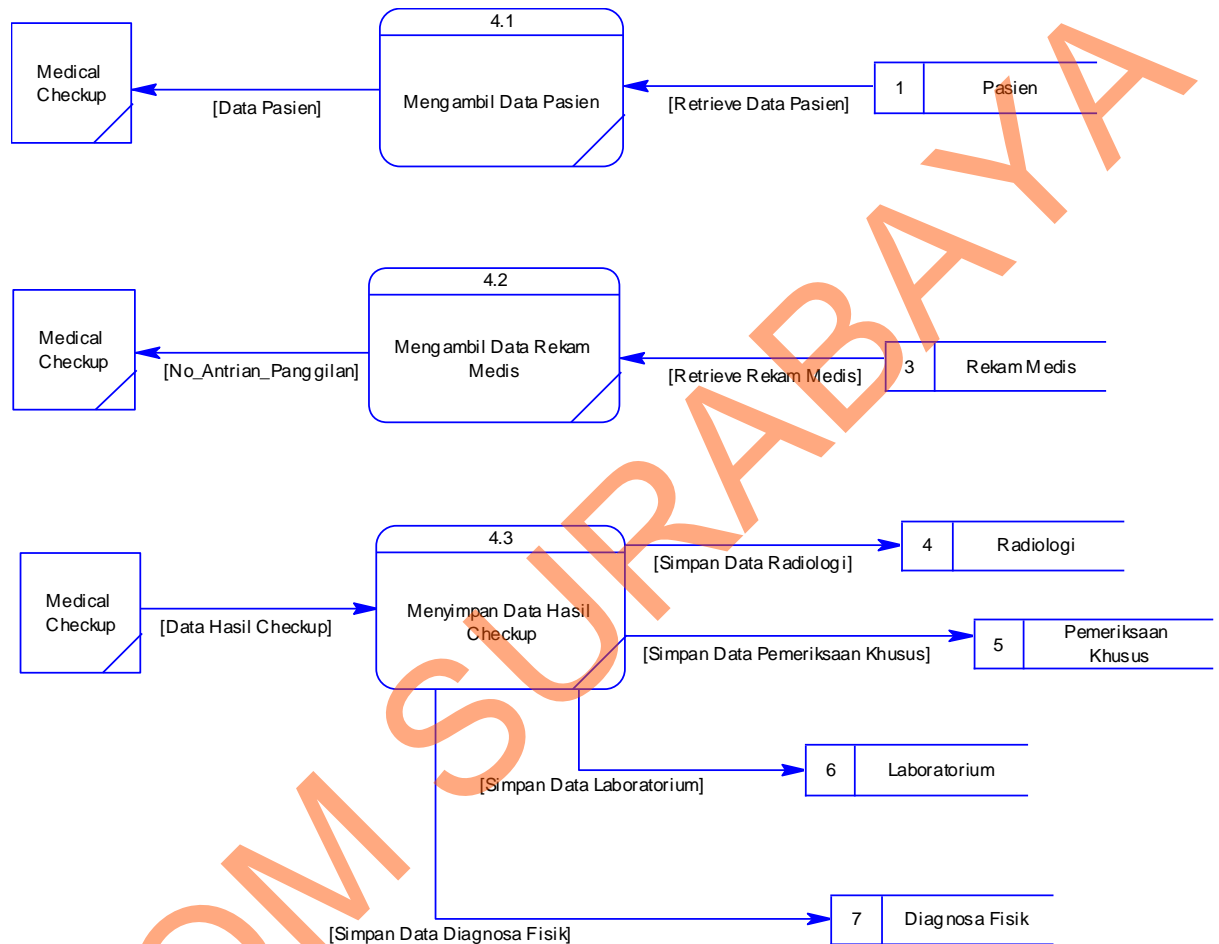 4.1
Medical
Checkup
Mengambil Data Pasien
1
Pasien
[Data Pasien]
[Retrieve Data Pasien]
4.2
Medical
Checkup
Mengambil Data Rekam
Medis
3
Rekam Medis
[No_Antrian_Panggilan]
[Retrieve Rekam Medis]
4.3
Medical
Checkup
Menyimpan Data Hasil
Checkup
4
Radiologi
[Simpan Data Radiologi]
[Data Hasil Checkup]
5
Pemeriksaan
Khusus
[Simpan Data Pemeriksaan Khusus]
6
Laboratorium
[Simpan Data Laboratorium]
7
Diagnosa Fisik
[Simpan Data Diagnosa Fisik]
OM SURABAYA